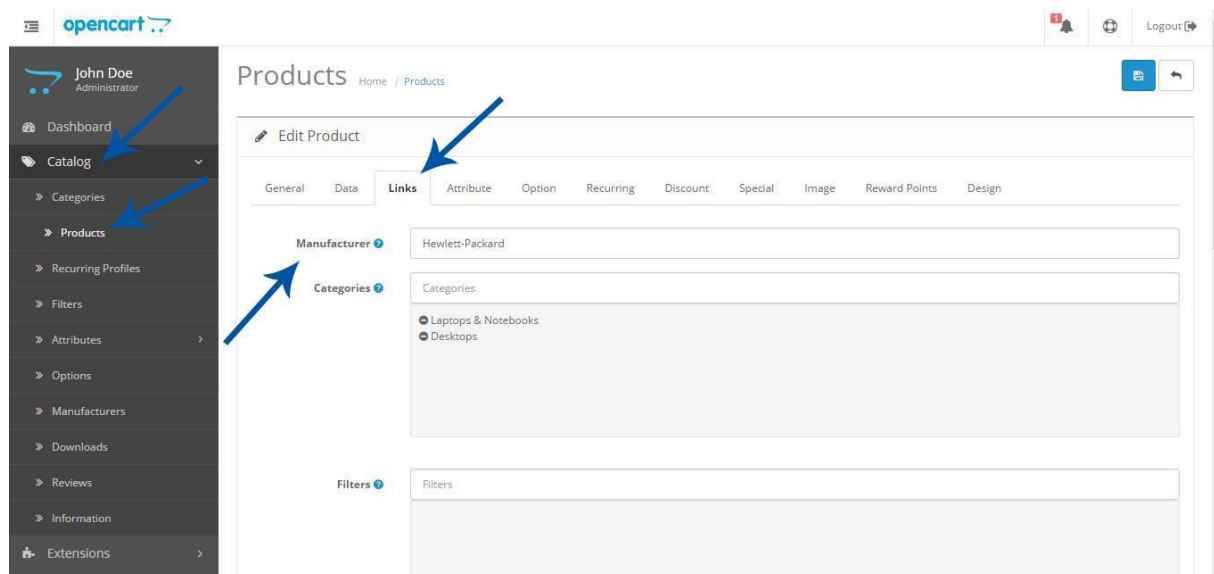 opencart
1
Logout
John Doe
Administrator
Products Home / Products
Dashboard
Edit Product
Catalog
General Data Links Attribute Option Recurring Discount Special Image Reward Points Design
Categories
Products
Manufacturer ? Hewlett-Packard
Recurring Profiles
Categories ? Categories
Filters
Laptops & Notebooks
Desktops
Attributes
Options
Manufacturers
Downloads
Reviews
Filters ? Filters
Information
Extensions